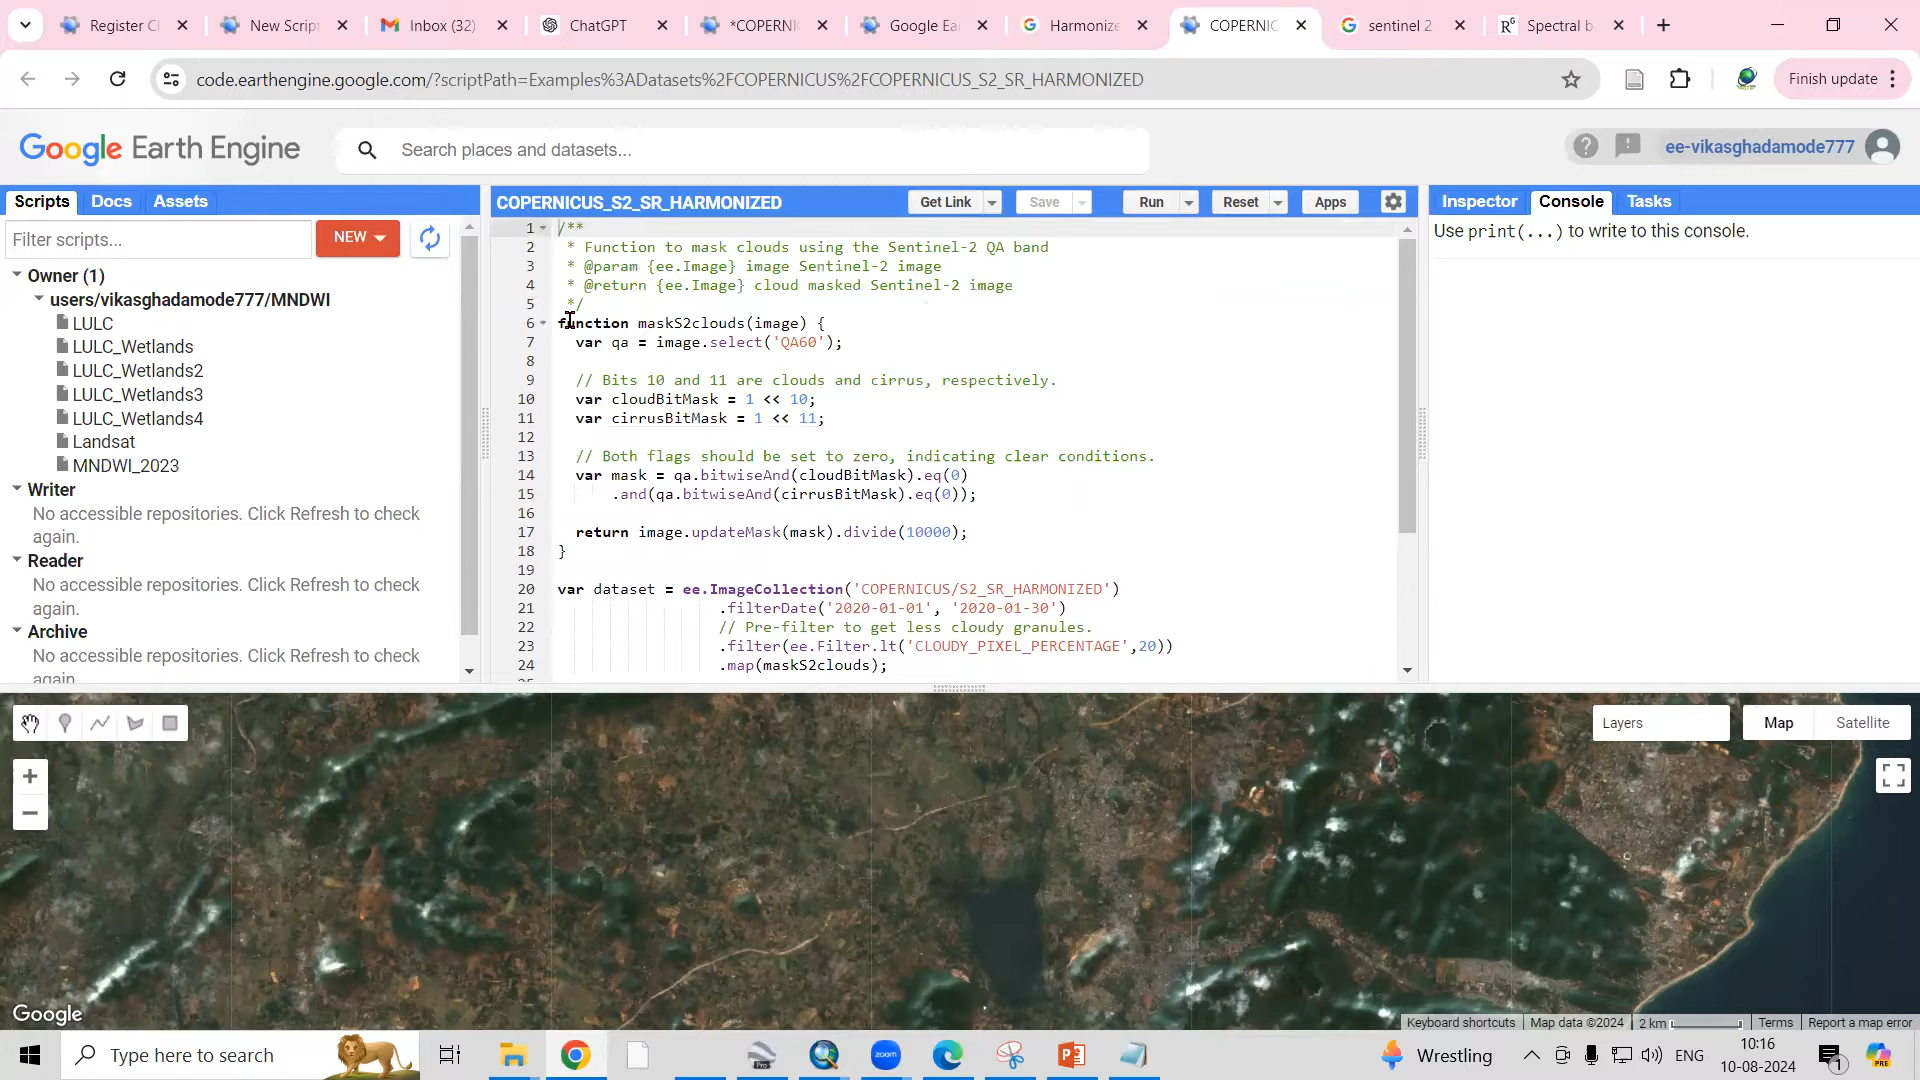 Register Cl
New Script
Inbox (32)
ChatGPT
*COPERNI
Google Ea
Harmonize
COPERNIC
sentinel 2
Spectral b
code.earthengine.google.com/?scriptPath=Examples%3ADatasets%2FCOPERNICUS%2FCOPERNICUS_S2_SR_HARMONIZED
Finish update
Google Earth Engine
Search places and datasets...
ee-vikasghadamode777
Scripts Docs Assets
Filter scripts...
NEW
Owner (1)
users/vikasghadamode777/MNDWI
LULC
LULC_Wetlands
LULC_Wetlands2
LULC_Wetlands3
LULC_Wetlands4
Landsat
MNDWI_2023
Writer
No accessible repositories. Click Refresh to check
again.
Reader
No accessible repositories. Click Refresh to check
again.
Archive
No accessible repositories. Click Refresh to check
again.
COPERNICUS_S2_SR_HARMONIZED
Get Link Save Run Reset Apps
1 /**
2 * Function to mask clouds using the Sentinel-2 QA band
3 * @param {ee.Image} image Sentinel-2 image
4 * @return {ee.Image} cloud masked Sentinel-2 image
5 */
6 function maskS2clouds(image) {
7 var qa = image.select('QA60');
8
9 // Bits 10 and 11 are clouds and cirrus, respectively.
10 var cloudBitMask = 1 << 10;
11 var cirrusBitMask = 1 << 11;
12
13 // Both flags should be set to zero, indicating clear conditions.
14 var mask = qa.bitwiseAnd(cloudBitMask).eq(0)
15 .and(qa.bitwiseAnd(cirrusBitMask).eq(0));
16
17 return image.updateMask(mask).divide(10000);
18 }
19
20 var dataset = ee.ImageCollection('COPERNICUS/S2_SR_HARMONIZED')
21 .filterDate('2020-01-01', '2020-01-30')
22 // Pre-filter to get less cloudy granules.
23 .filter(ee.Filter.lt('CLOUDY_PIXEL_PERCENTAGE',20))
24 .map(maskS2clouds);
Inspector Console Tasks
Use print(...) to write to this console.
Layers
Map Satellite
Google
Keyboard shortcuts Map data ©2024 2 km Terms Report a map error
Type here to search
Wrestling
ENG
10:16
10-08-2024